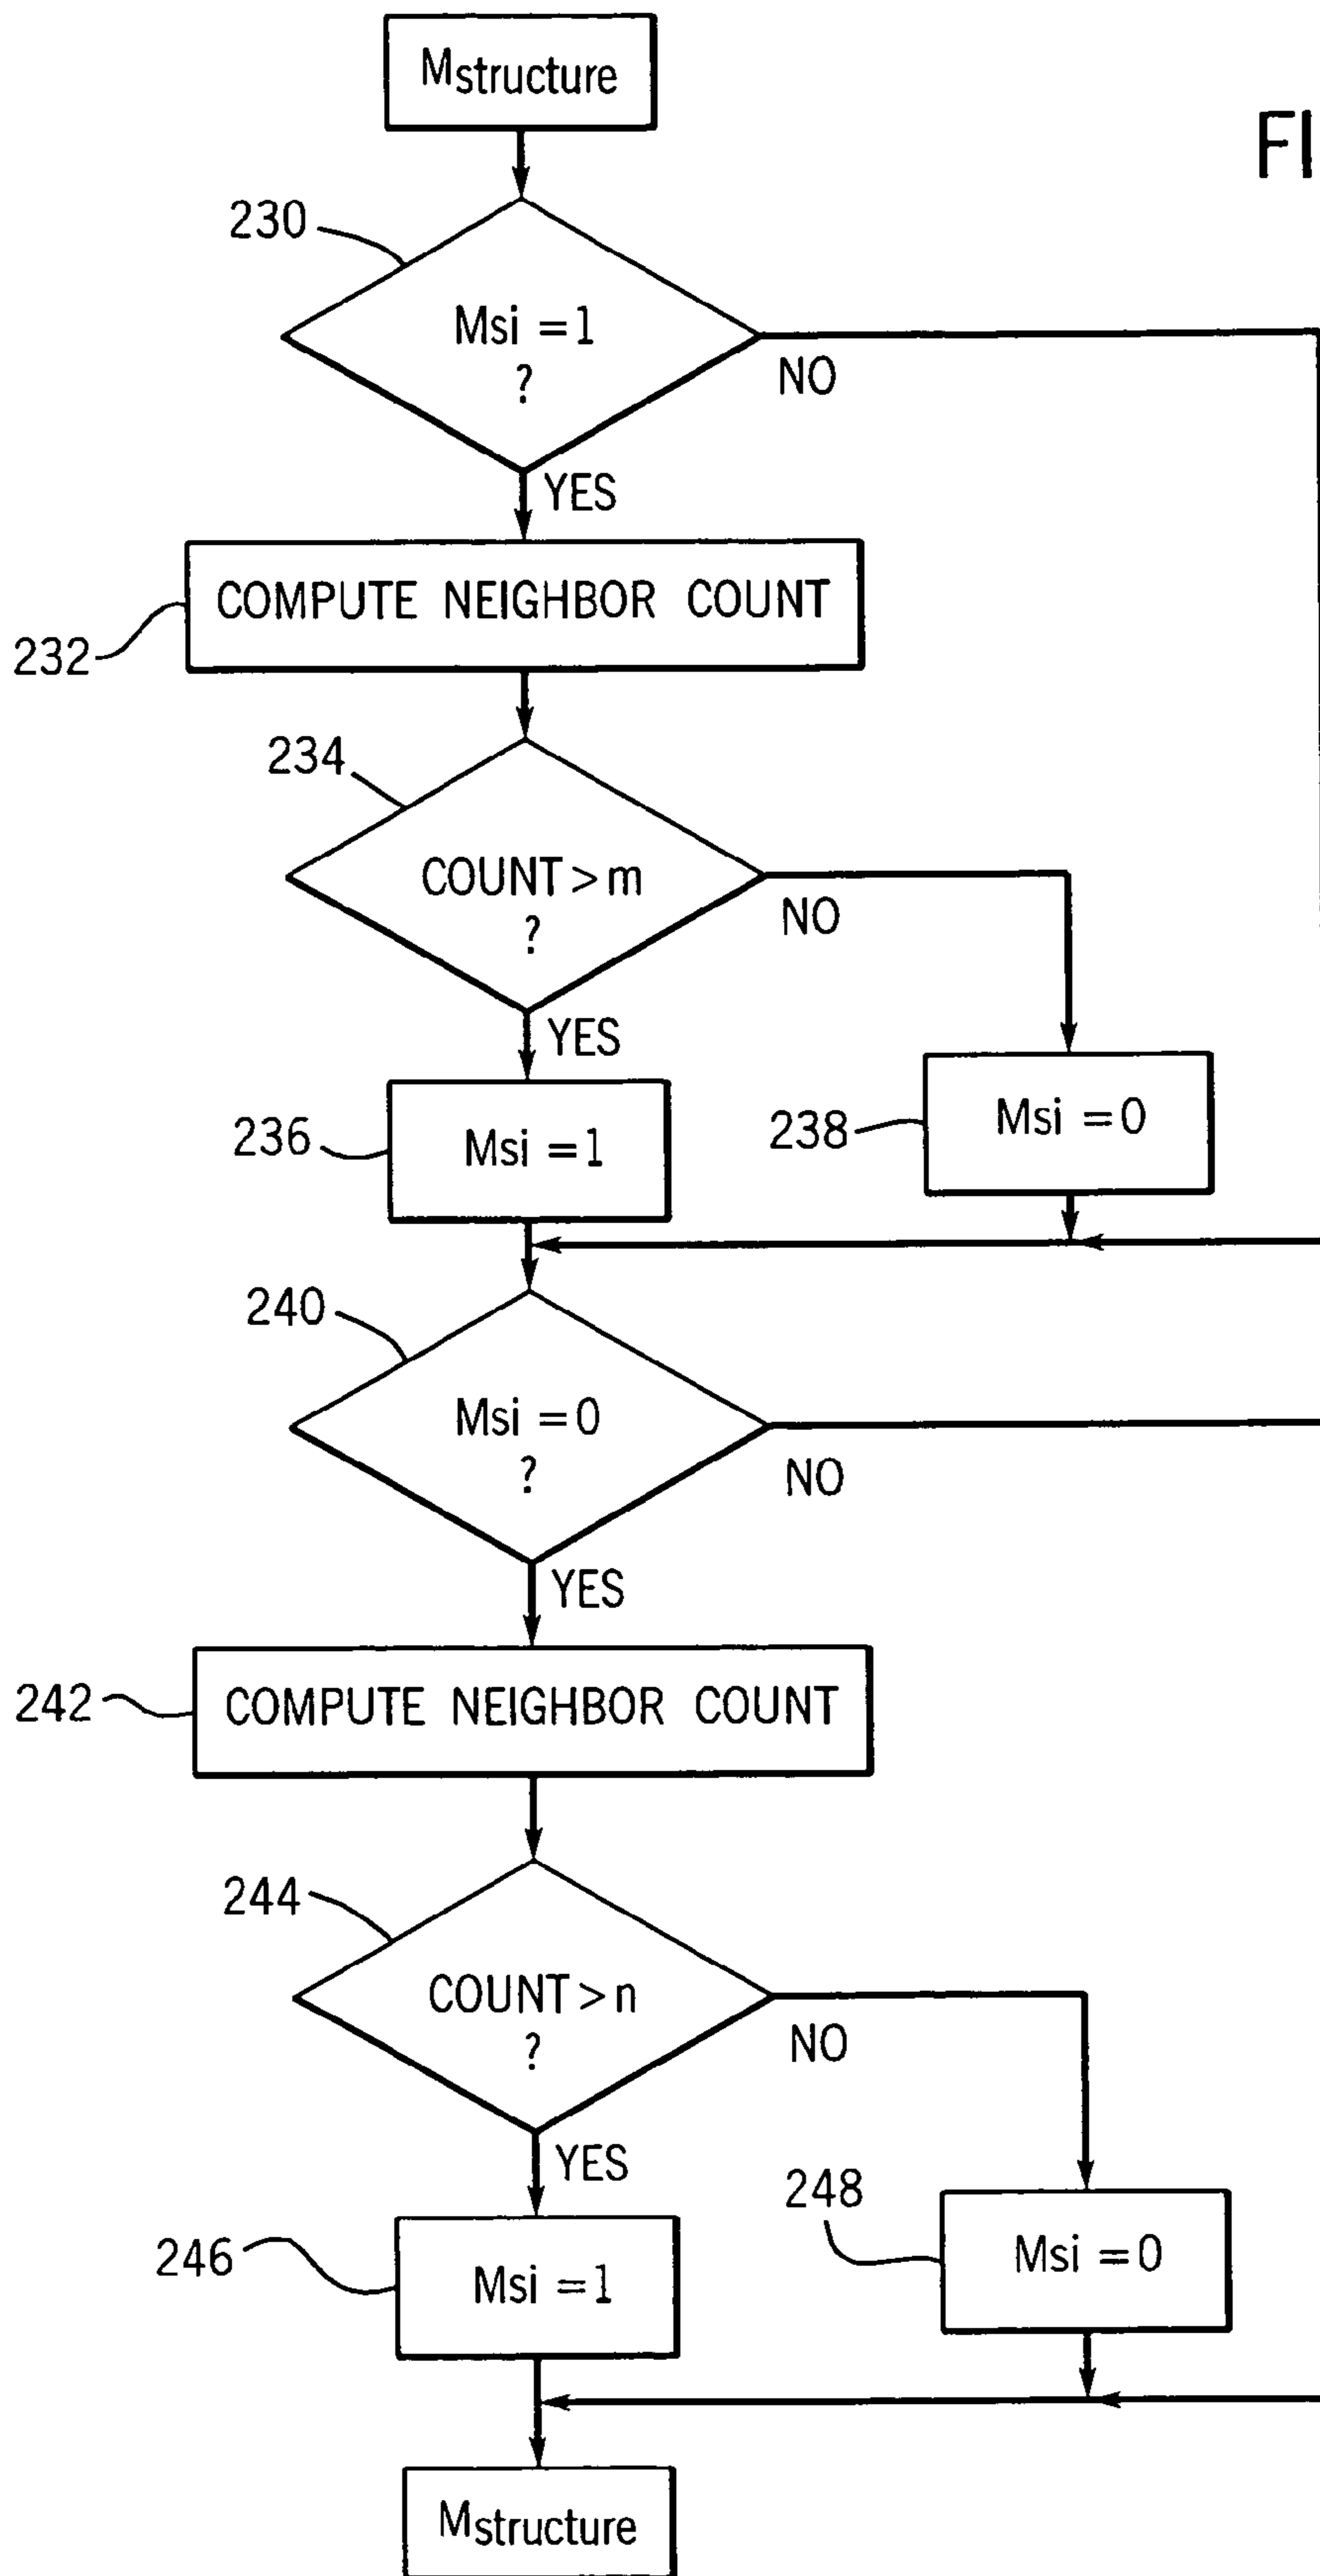 Mstructure
FI
230
Msi = 1
?
NO
YES
COMPUTE NEIGHBOR COUNT
232
234
COUNT > m
?
NO
YES
236
Msi = 1
238
Msi = 0
240
Msi = 0
?
NO
YES
242
COMPUTE NEIGHBOR COUNT
244
COUNT > n
?
NO
YES
248
246
Msi = 1
Msi = 0
Mstructure